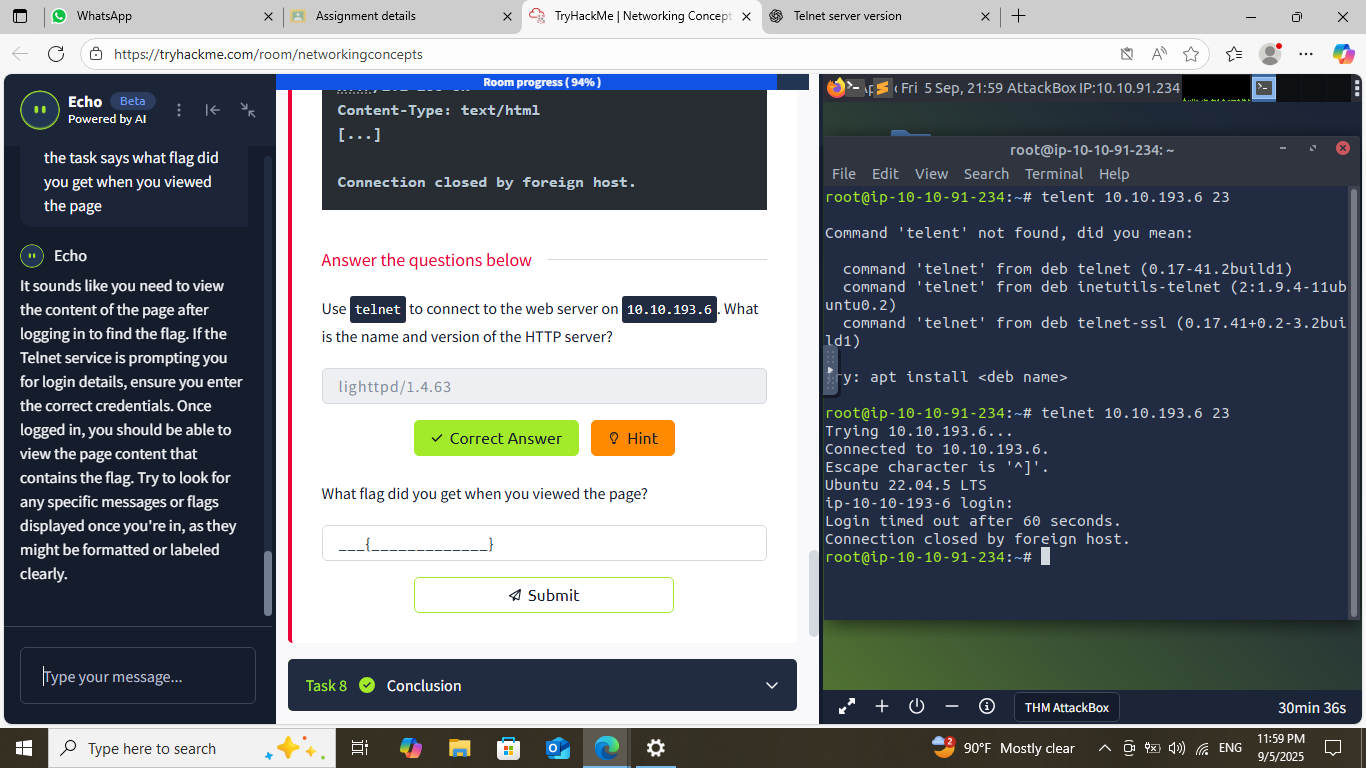 WhatsApp
Assignment details
TryHackMe | Networking Concept
Telnet server version
https://tryhackme.com/room/networkingconcepts
Echo Beta
Powered by AI
the task says what flag did
you get when you viewed
the page
Echo
It sounds like you need to view
the content of the page after
logging in to find the flag. If the
Telnet service is prompting you
for login details, ensure you enter
the correct credentials. Once
logged in, you should be able to
view the page content that
contains the flag. Try to look for
any specific messages or flags
displayed once you're in, as they
might be formatted or labeled
clearly.
Type your message...
Room progress ( 94% )
Content-Type: text/html
[...]
Connection closed by foreign host.
Answer the questions below
Use telnet to connect to the web server on 10.10.193.6. What
is the name and version of the HTTP server?
lighttpd/1.4.63
Correct Answer
Hint
What flag did you get when you viewed the page?
___{_____________}
Submit
Task 8 Conclusion
Fri 5 Sep, 21:59 AttackBox IP:10.10.91.234
root@ip-10-10-91-234: ~
File Edit View Search Terminal Help
root@ip-10-10-91-234:~# telent 10.10.193.6 23
Command 'telent' not found, did you mean:
command 'telnet' from deb telnet (0.17-41.2build1)
command 'telnet' from deb inetutils-telnet (2:1.9.4-11ub
untu0.2)
command 'telnet' from deb telnet-ssl (0.17.41+0.2-3.2bui
ld1)
ry: apt install <deb name>
root@ip-10-10-91-234:~# telnet 10.10.193.6 23
Trying 10.10.193.6...
Connected to 10.10.193.6.
Escape character is '^]'.
Ubuntu 22.04.5 LTS
ip-10-10-193-6 login:
Login timed out after 60 seconds.
Connection closed by foreign host.
root@ip-10-10-91-234:~#
THM AttackBox
30min 36s
Type here to search
2
90°F Mostly clear
ENG
11:59 PM
9/5/2025